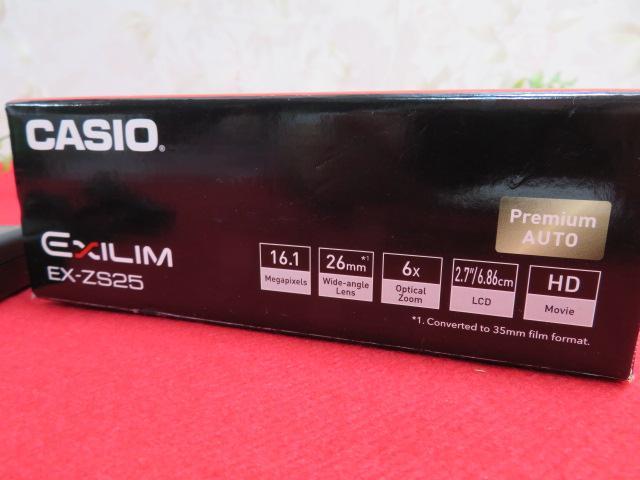 CASIO®
Premium
AUTO
EXILIM
EX-ZS25
16.1
Megapixels
26mm*1
Wide-angle
Lens
6x
Optical
Zoom
2.7"/6.86cm
LCD
HD
Movie
*1. Converted to 35mm film format.